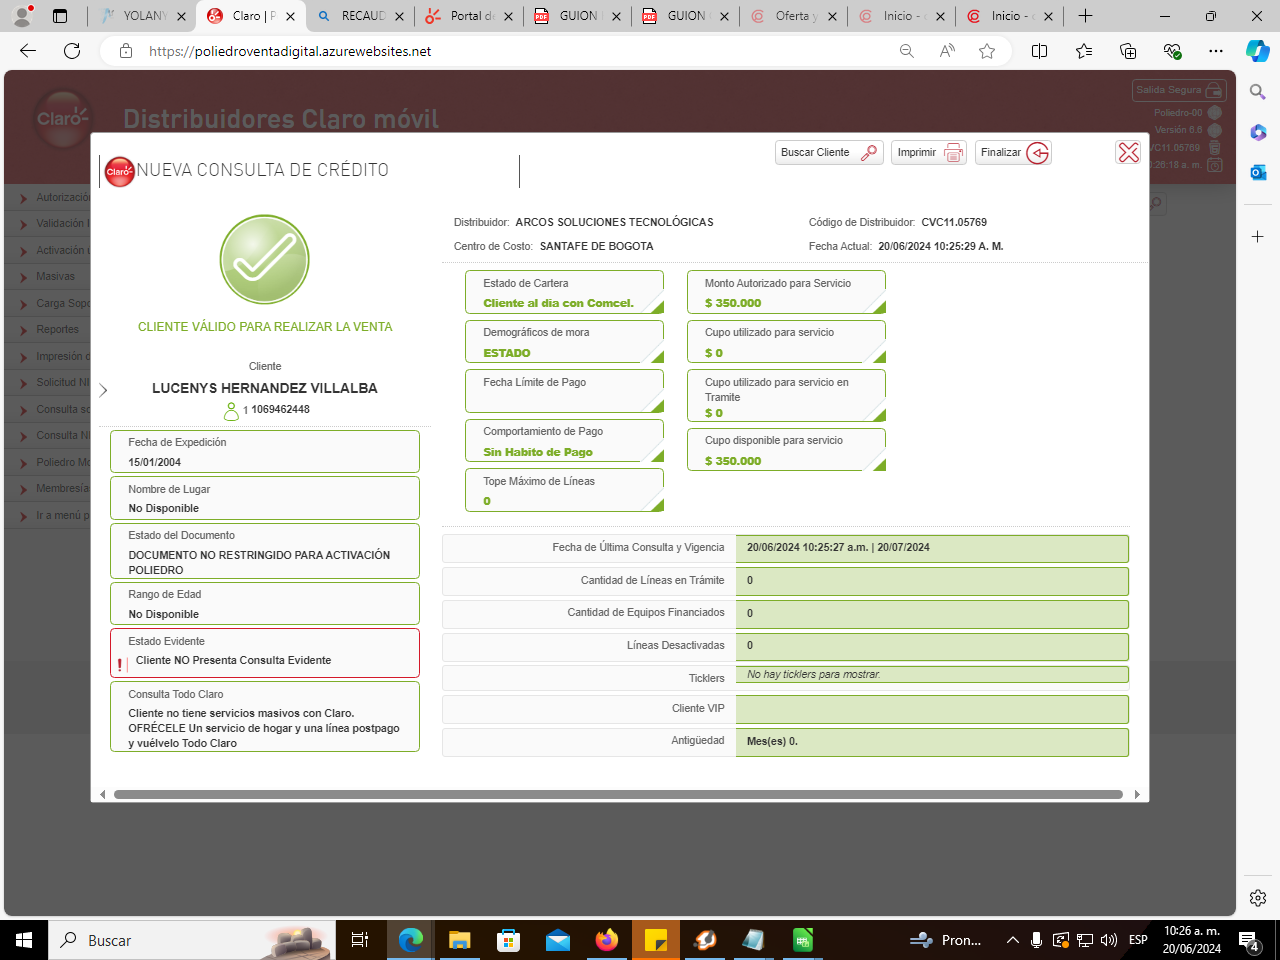 YOLANY
Claro | P
RECAUD
Portal de
GUION
GUION
Oferta y
Inicio -
Inicio -
https://poliedroventadigital.azurewebsites.net
Claro
Distribuidores Claro móvil
Salida Segura
Poliedro-00
Versión 6.6
VC11.05769
0:26:18 a. m.
Autorizació
Validación
Activación
Masivas
Carga Sopo
Reportes
Impresión d
Solicitud NI
Consulta so
Consulta NI
Poliedro Mo
Membresía
Ir a menú p
Claro
NUEVA CONSULTA DE CRÉDITO
Buscar Cliente
Imprimir
Finalizar
CLIENTE VÁLIDO PARA REALIZAR LA VENTA
Cliente
LUCENYS HERNANDEZ VILLALBA
1 1069462448
Fecha de Expedición
15/01/2004
Nombre de Lugar
No Disponible
Estado del Documento
DOCUMENTO NO RESTRINGIDO PARA ACTIVACIÓN
POLIEDRO
Rango de Edad
No Disponible
Estado Evidente
Cliente NO Presenta Consulta Evidente
Consulta Todo Claro
Cliente no tiene servicios masivos con Claro.
OFRÉCELE Un servicio de hogar y una línea postpago
y vuélvelo Todo Claro
Distribuidor: ARCOS SOLUCIONES TECNOLÓGICAS
Código de Distribuidor: CVC11.05769
Centro de Costo: SANTAFE DE BOGOTA
Fecha Actual: 20/06/2024 10:25:29 A. M.
Estado de Cartera
Cliente al dia con Comcel.
Demográficos de mora
ESTADO
Fecha Límite de Pago
Comportamiento de Pago
Sin Habito de Pago
Tope Máximo de Líneas
0
Monto Autorizado para Servicio
$ 350.000
Cupo utilizado para servicio
$ 0
Cupo utilizado para servicio en
Tramite
$ 0
Cupo disponible para servicio
$ 350.000
Fecha de Última Consulta y Vigencia 20/06/2024 10:25:27 a.m. | 20/07/2024
Cantidad de Líneas en Trámite 0
Cantidad de Equipos Financiados 0
Líneas Desactivadas 0
Ticklers No hay ticklers para mostrar.
Cliente VIP
Antigüedad Mes(es) 0.
Buscar
Pron...
ESP
10:26 a. m.
20/06/2024
4